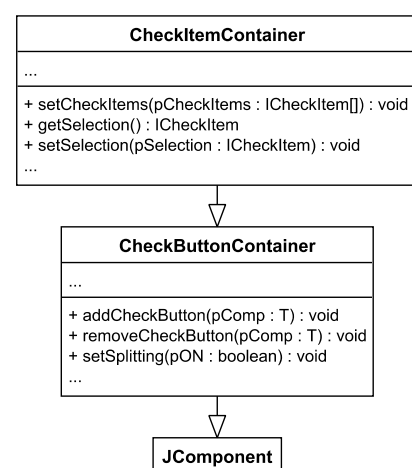 CheckItemContainer
...
+ setCheckItems(pCheckItems : ICheckItem[]) : void
+ getSelection() : ICheckItem
+ setSelection(pSelection : ICheckItem) : void
...
CheckButtonContainer
...
+ addCheckButton(pComp : T) : void
+ removeCheckButton(pComp : T) : void
+ setSplitting(pON : boolean) : void
...
JComponent